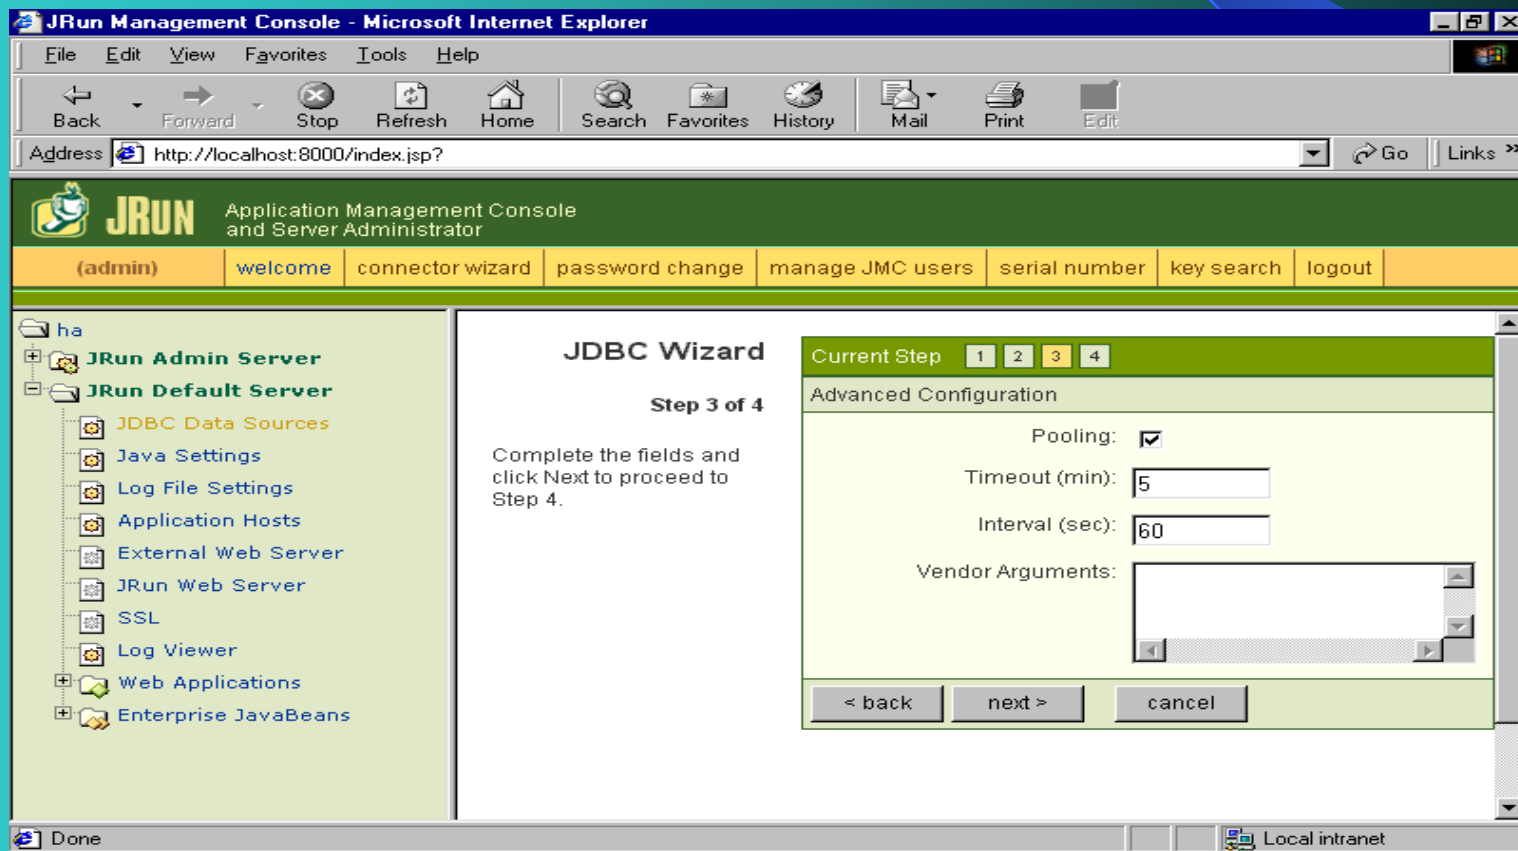 JRun Management Console - Microsoft Internet Explorer
File Edit View Favorites Tools Help
Back Forward Stop Refresh Home Search Favorites History Mail Print Edit
Address http://localhost:8000/index.jsp? Go Links »
JRUN Application Management Console
and Server Administrator
(admin) welcome connector wizard password change manage JMC users serial number key search logout
ha
JRun Admin Server
JRun Default Server
JDBC Data Sources
Java Settings
Log File Settings
Application Hosts
External Web Server
JRun Web Server
SSL
Log Viewer
Web Applications
Enterprise JavaBeans
JDBC Wizard
Step 3 of 4
Complete the fields and
click Next to proceed to
Step 4.
Current Step 1 2 3 4
Advanced Configuration
Pooling:
Timeout (min): 5
Interval (sec): 60
Vendor Arguments:
< back next > cancel
Done Local intranet